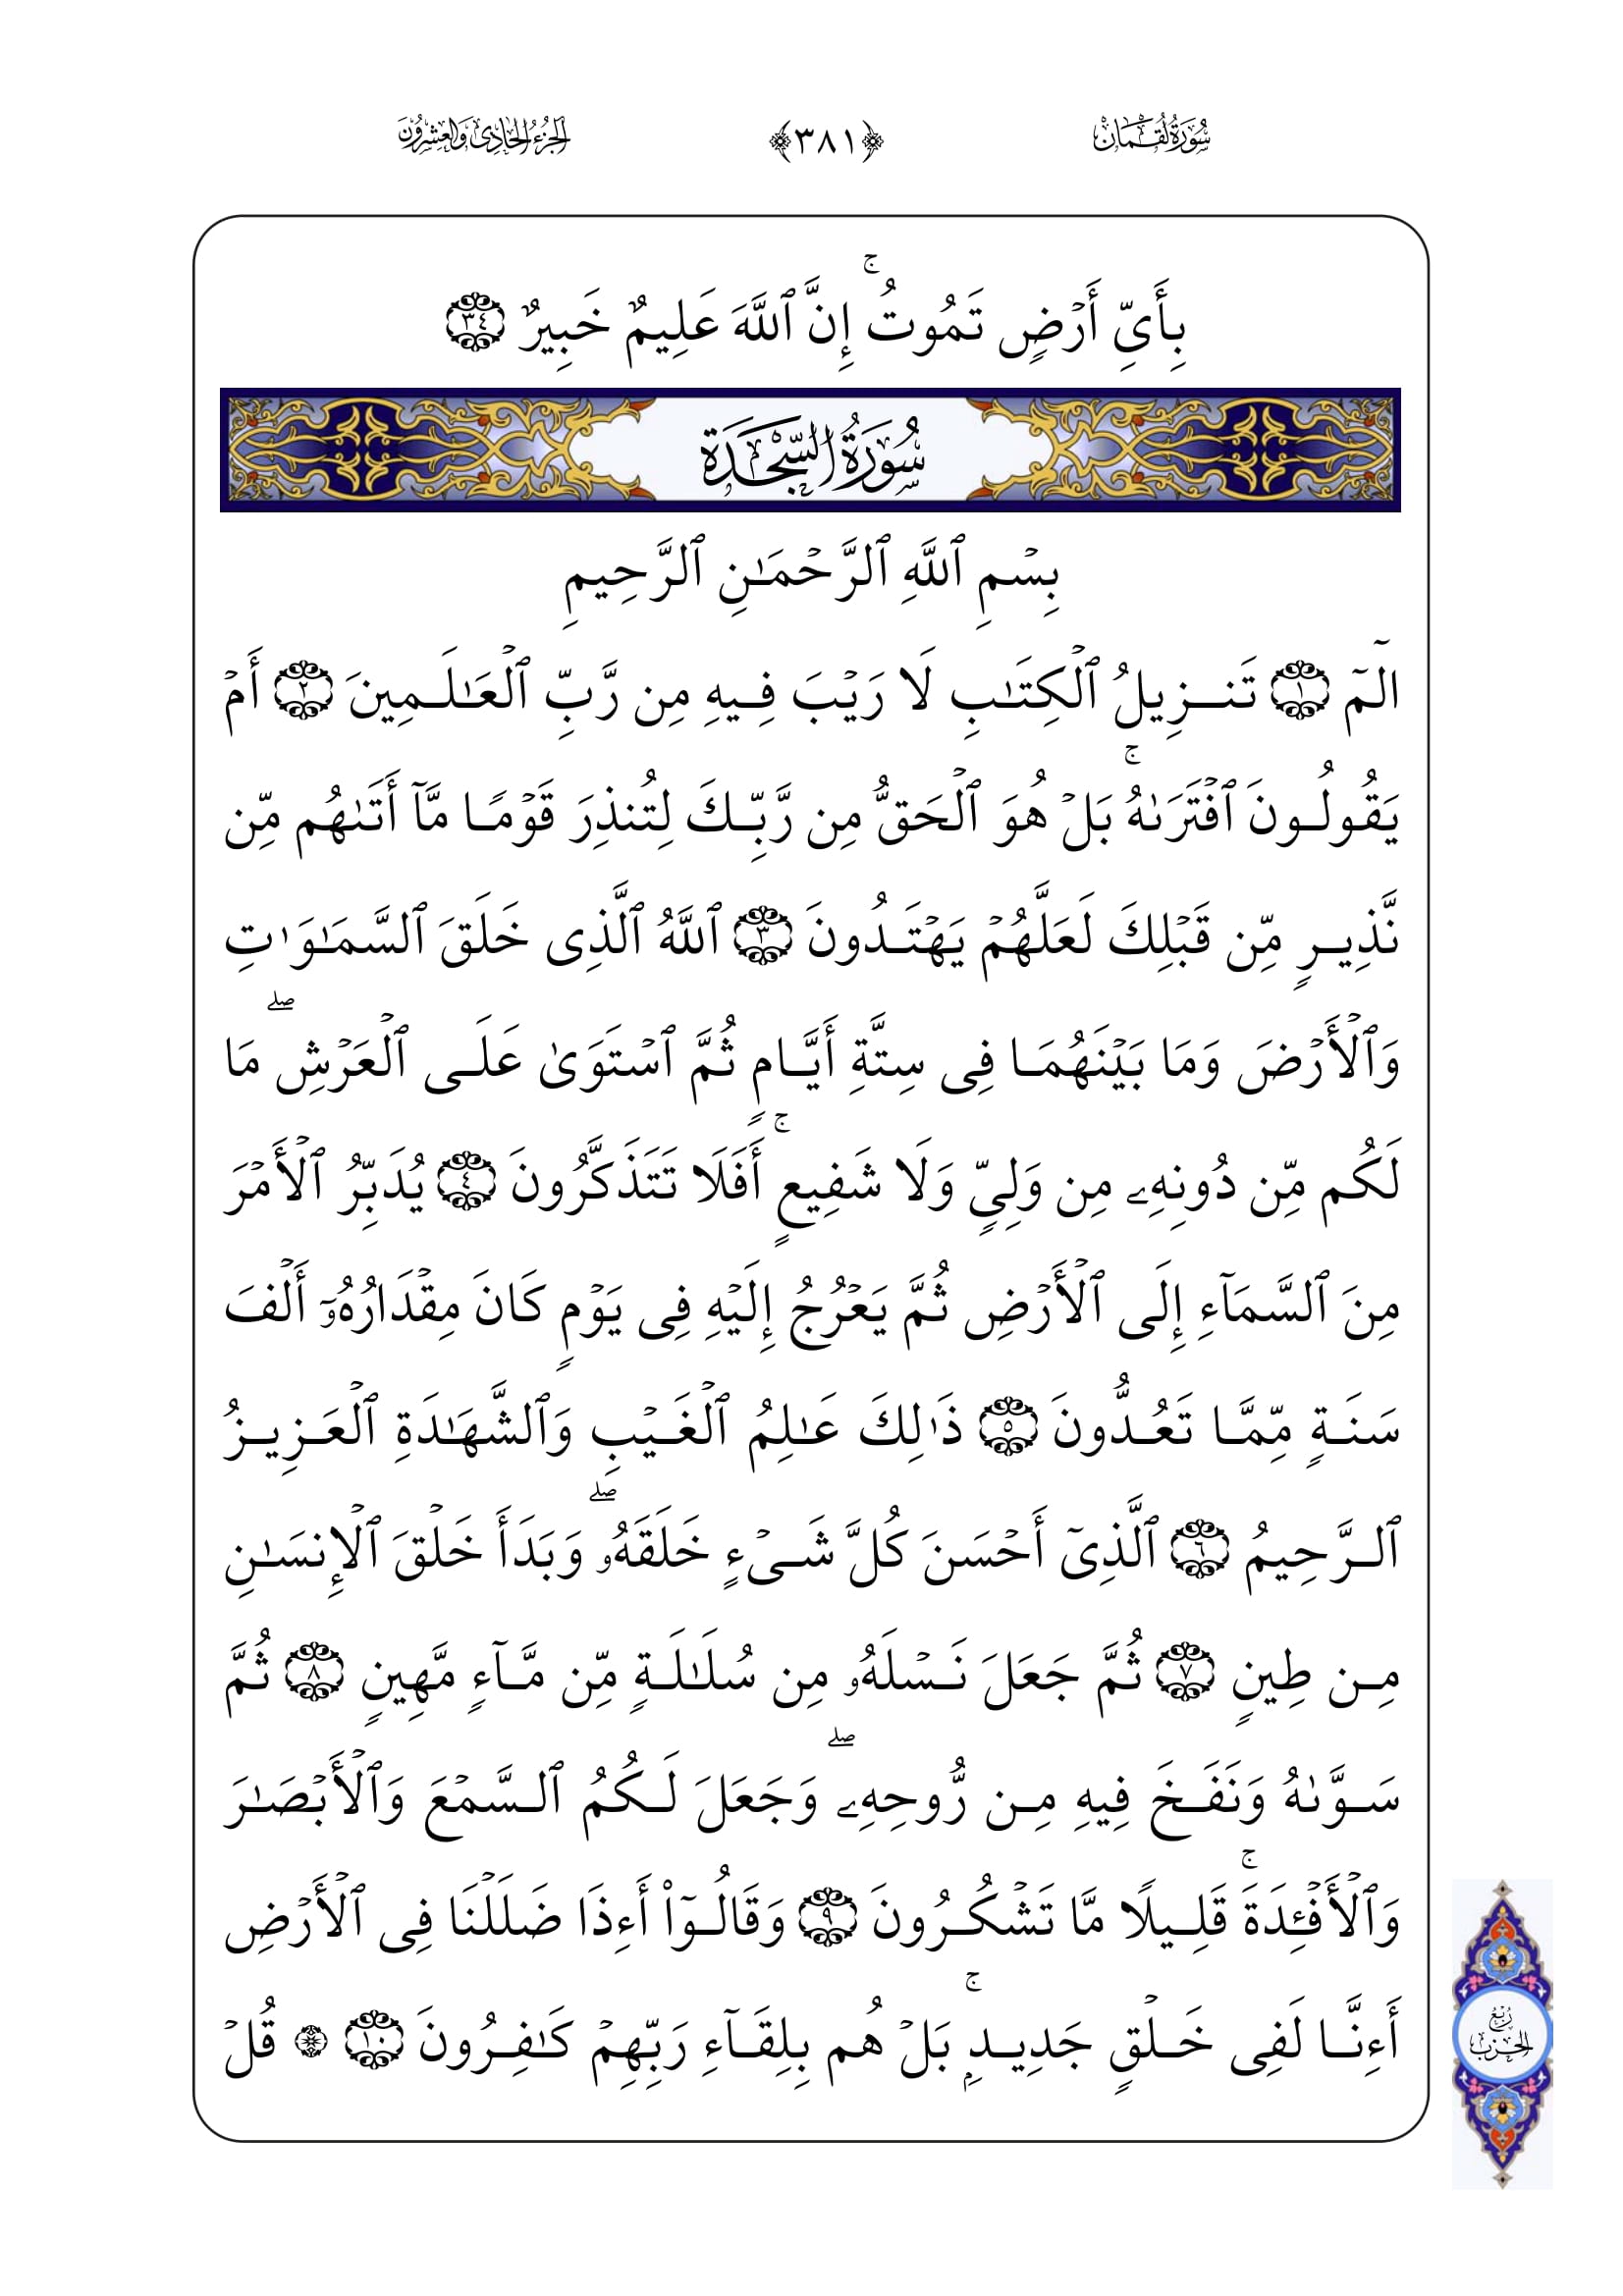 سُورَةُ لُقْمَان
﴿٣٨١﴾
الجُزْءُ الحَادِى وَالعِشْرُونَ
بِأَىِّ أَرۡضٍ تَمُوتُۚ إِنَّ ٱللَّهَ عَلِيمٌ خَبِيرٌ ٣٤
سُورَةُ السَّجْدَة
بِسۡمِ ٱللَّهِ ٱلرَّحۡمَـٰنِ ٱلرَّحِيمِ
الٓمٓ ١ تَنزِيلُ ٱلۡكِتَـٰبِ لَا رَيۡبَ فِيهِ مِن رَّبِّ ٱلۡعَـٰلَمِينَ ٢ أَمۡ
يَقُولُونَ ٱفۡتَرَىٰهُۚ بَلۡ هُوَ ٱلۡحَقُّ مِن رَّبِّكَ لِتُنذِرَ قَوۡمًا مَّآ أَتَىٰهُم مِّن
نَّذِيرٍ مِّن قَبۡلِكَ لَعَلَّهُمۡ يَهۡتَدُونَ ٣ ٱللَّهُ ٱلَّذِى خَلَقَ ٱلسَّمَـٰوَٰتِ
وَٱلۡأَرۡضَ وَمَا بَيۡنَهُمَا فِى سِتَّةِ أَيَّامٍ ثُمَّ ٱسۡتَوَىٰ عَلَى ٱلۡعَرۡشِۖ مَا
لَكُم مِّن دُونِهِۦ مِن وَلِىٍّ وَلَا شَفِيعٍۚ أَفَلَا تَتَذَكَّرُونَ ٤ يُدَبِّرُ ٱلۡأَمۡرَ
مِنَ ٱلسَّمَآءِ إِلَى ٱلۡأَرۡضِ ثُمَّ يَعۡرُجُ إِلَيۡهِ فِى يَوۡمٍ كَانَ مِقۡدَارُهُۥٓ أَلۡفَ
سَنَةٍ مِّمَّا تَعُدُّونَ ٥ ذَٰلِكَ عَـٰلِمُ ٱلۡغَيۡبِ وَٱلشَّهَـٰدَةِ ٱلۡعَزِيزُ
ٱلرَّحِيمُ ٦ ٱلَّذِىٓ أَحۡسَنَ كُلَّ شَىۡءٍ خَلَقَهُۥۖ وَبَدَأَ خَلۡقَ ٱلۡإِنسَـٰنِ
مِن طِينٍ ٧ ثُمَّ جَعَلَ نَسۡلَهُۥ مِن سُلَـٰلَةٍ مِّن مَّآءٍ مَّهِينٍ ٨ ثُمَّ
سَوَّىٰهُ وَنَفَخَ فِيهِ مِن رُّوحِهِۦۖ وَجَعَلَ لَكُمُ ٱلسَّمۡعَ وَٱلۡأَبۡصَـٰرَ
وَٱلۡأَفۡـِٔدَةَۚ قَلِيلًا مَّا تَشۡكُرُونَ ٩ وَقَالُوٓاْ أَءِذَا ضَلَلۡنَا فِى ٱلۡأَرۡضِ
أَءِنَّا لَفِى خَلۡقٍ جَدِيدِۭۚ بَلۡ هُم بِلِقَآءِ رَبِّهِمۡ كَـٰفِرُونَ ١٠ ۞ قُلۡ
رُبْعُ
الحِزْب